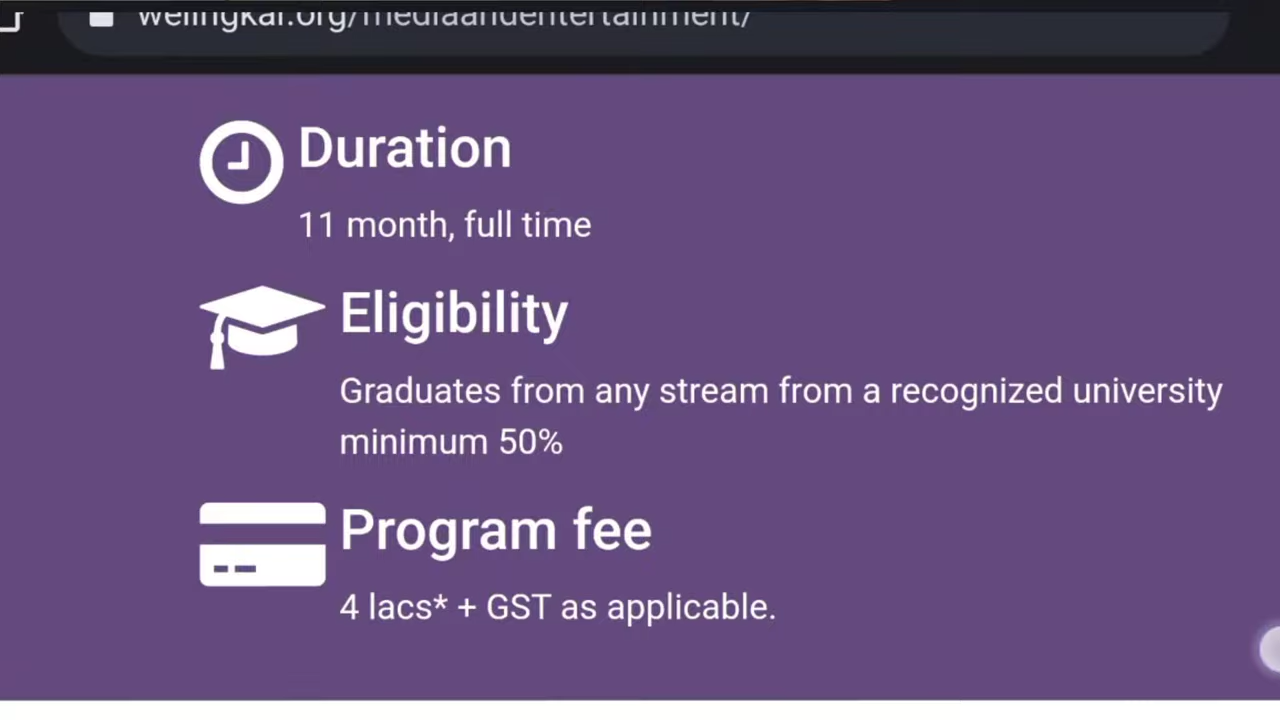 welingkar.org/mediaandentertainment/
Duration
11 month, full time
Eligibility
Graduates from any stream from a recognized university
minimum 50%
Program fee
4 lacs* + GST as applicable.